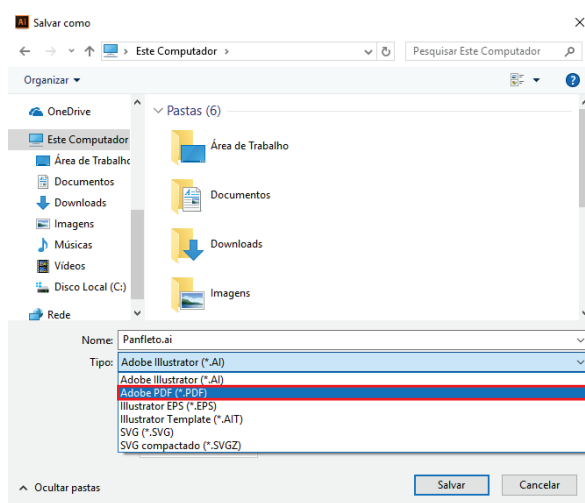 Ai Salvar como
Este Computador
Pesquisar Este Computador
Organizar
OneDrive
Este Computador
Área de Trabalho
Documentos
Downloads
Imagens
Músicas
Vídeos
Disco Local (C:)
Rede
Pastas (6)
Área de Trabalho
Documentos
Downloads
Imagens
Nome: Panfleto.ai
Tipo: Adobe Illustrator (*.AI)
Adobe Illustrator (*.AI)
Adobe PDF (*.PDF)
Illustrator EPS (*.EPS)
Illustrator Template (*.AIT)
SVG (*.SVG)
SVG compactado (*.SVGZ)
Ocultar pastas
Salvar
Cancelar